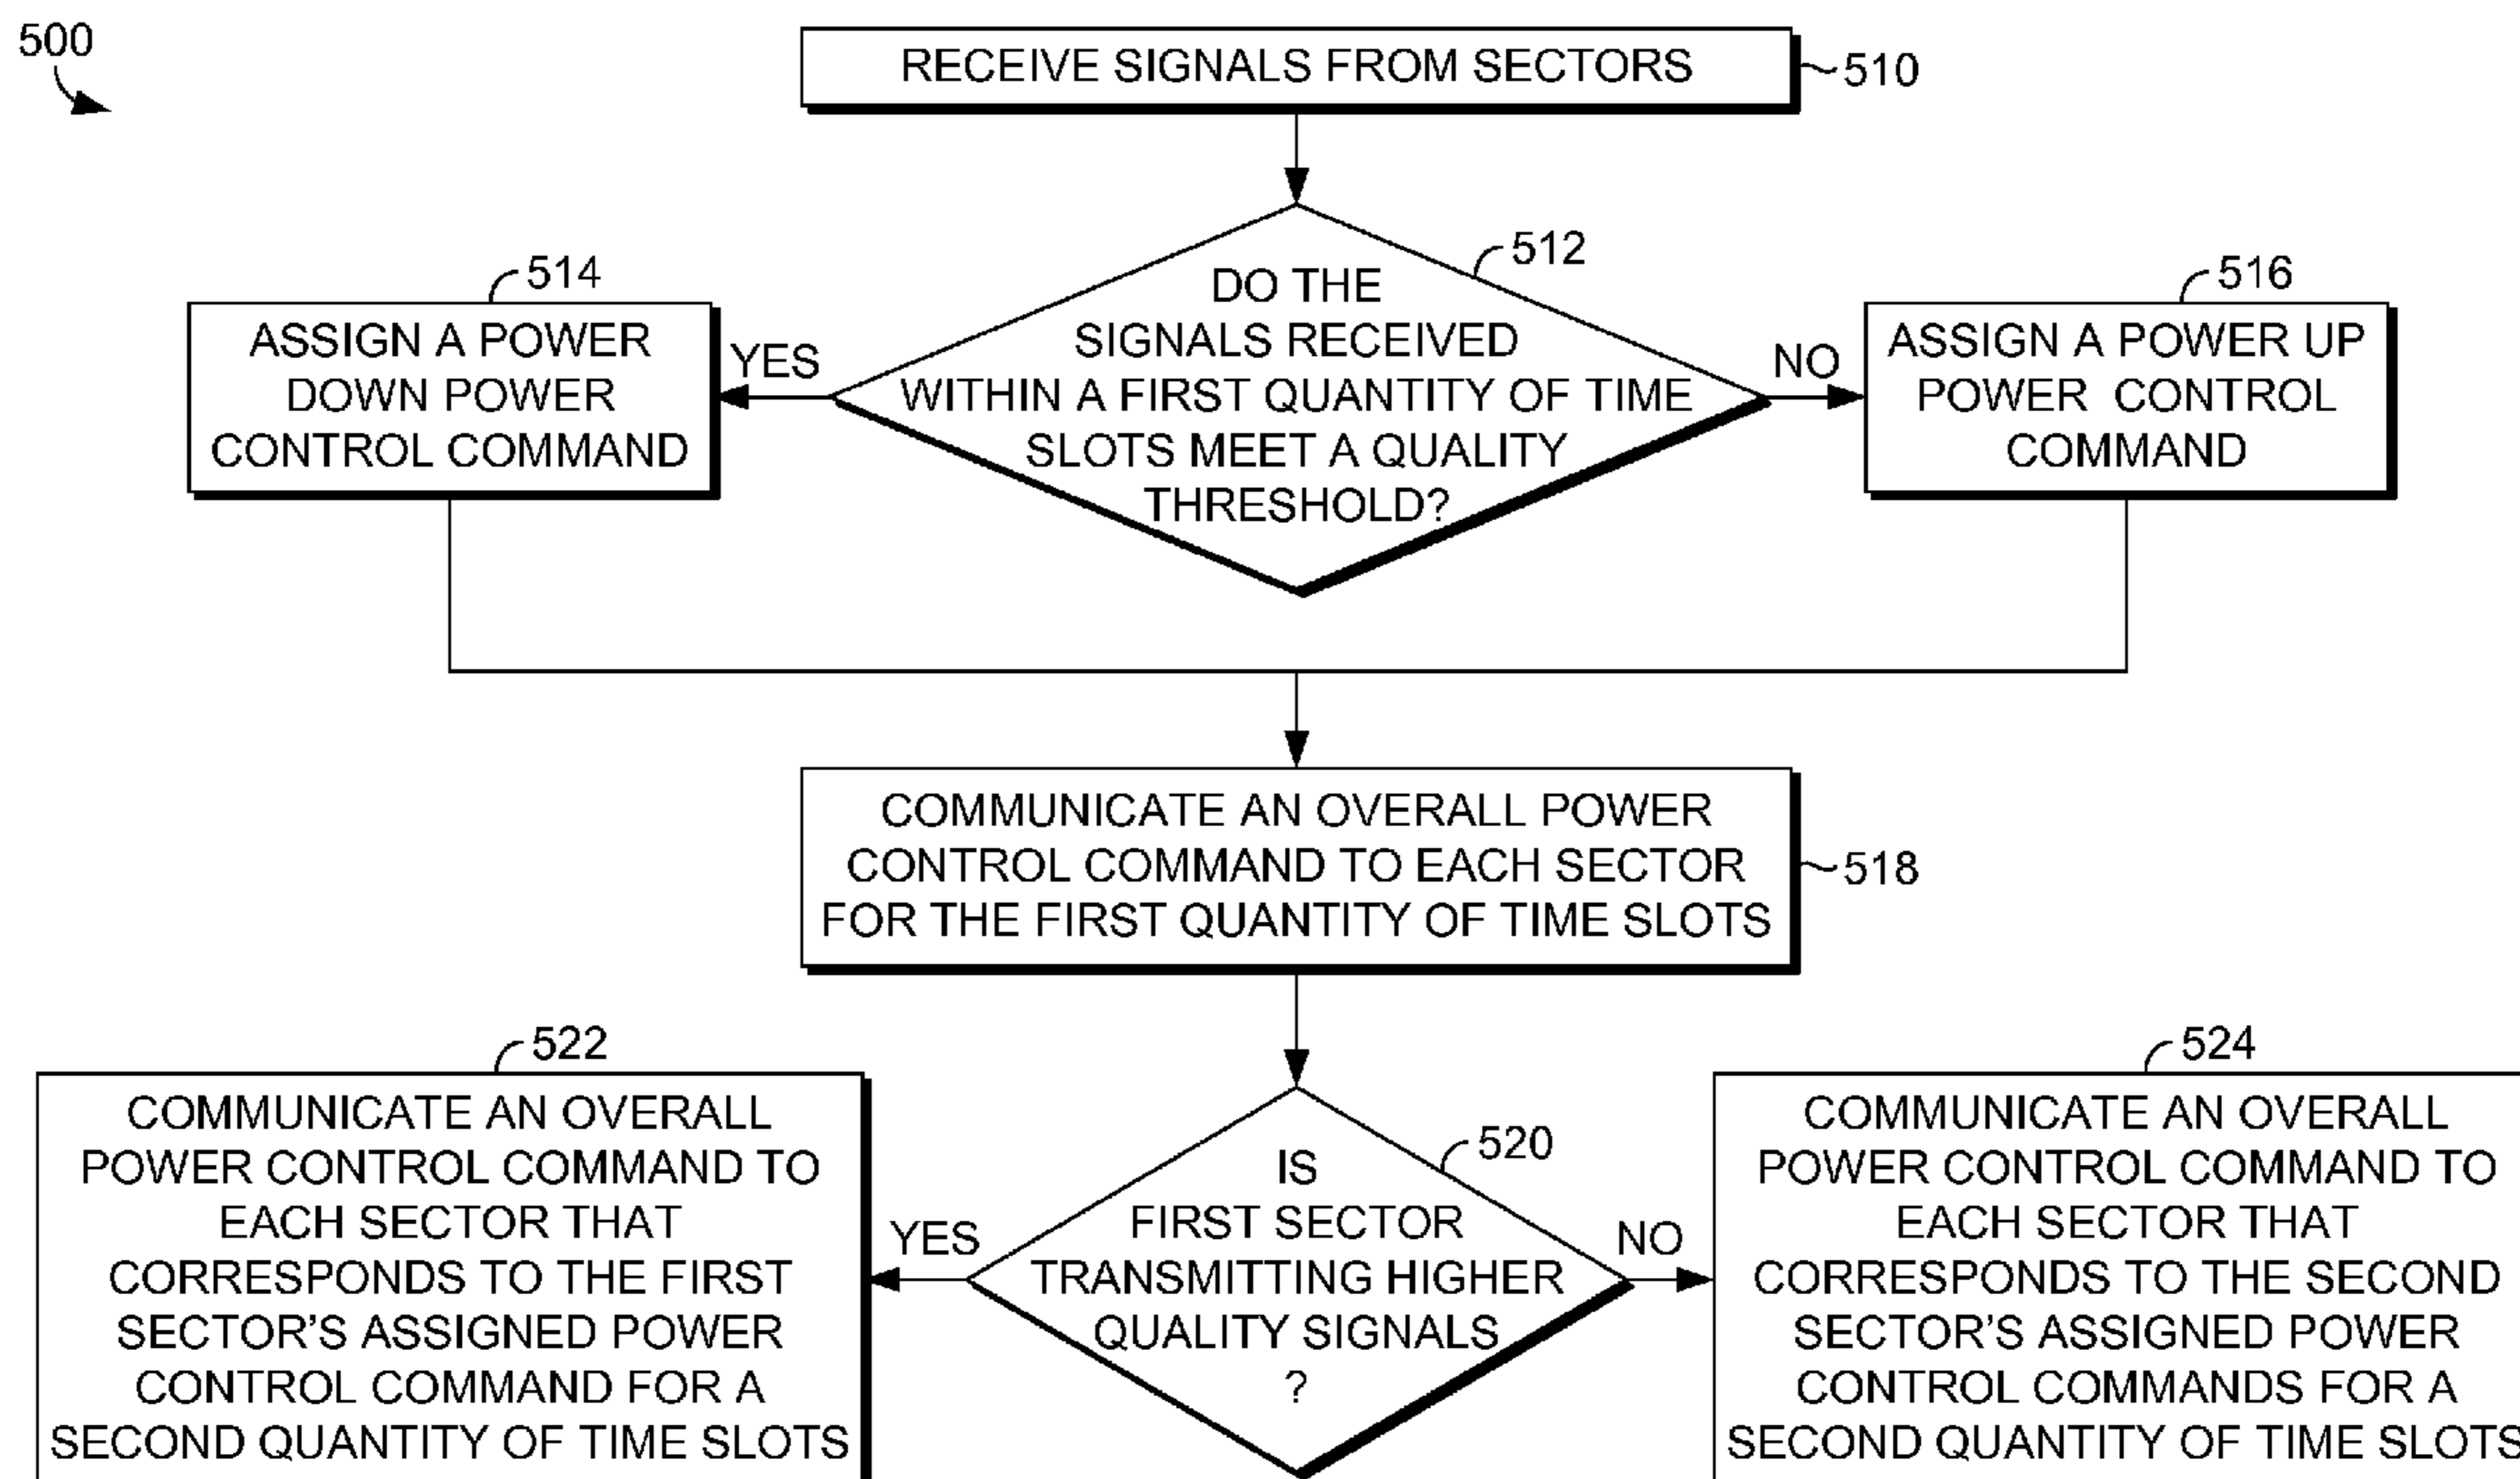 500
RECEIVE SIGNALS FROM SECTORS
510
512
DO THE
SIGNALS RECEIVED
WITHIN A FIRST QUANTITY OF TIME
SLOTS MEET A QUALITY
THRESHOLD?
514
ASSIGN A POWER
DOWN POWER
CONTROL COMMAND
YES
NO
516
ASSIGN A POWER UP
POWER CONTROL
COMMAND
COMMUNICATE AN OVERALL POWER
CONTROL COMMAND TO EACH SECTOR
FOR THE FIRST QUANTITY OF TIME SLOTS
518
522
COMMUNICATE AN OVERALL
POWER CONTROL COMMAND TO
EACH SECTOR THAT
CORRESPONDS TO THE FIRST
SECTOR'S ASSIGNED POWER
CONTROL COMMAND FOR A
SECOND QUANTITY OF TIME SLOTS
YES
520
IS
FIRST SECTOR
TRANSMITTING HIGHER
QUALITY SIGNALS
?
NO
524
COMMUNICATE AN OVERALL
POWER CONTROL COMMAND TO
EACH SECTOR THAT
CORRESPONDS TO THE SECOND
SECTOR'S ASSIGNED POWER
CONTROL COMMANDS FOR A
SECOND QUANTITY OF TIME SLOTS